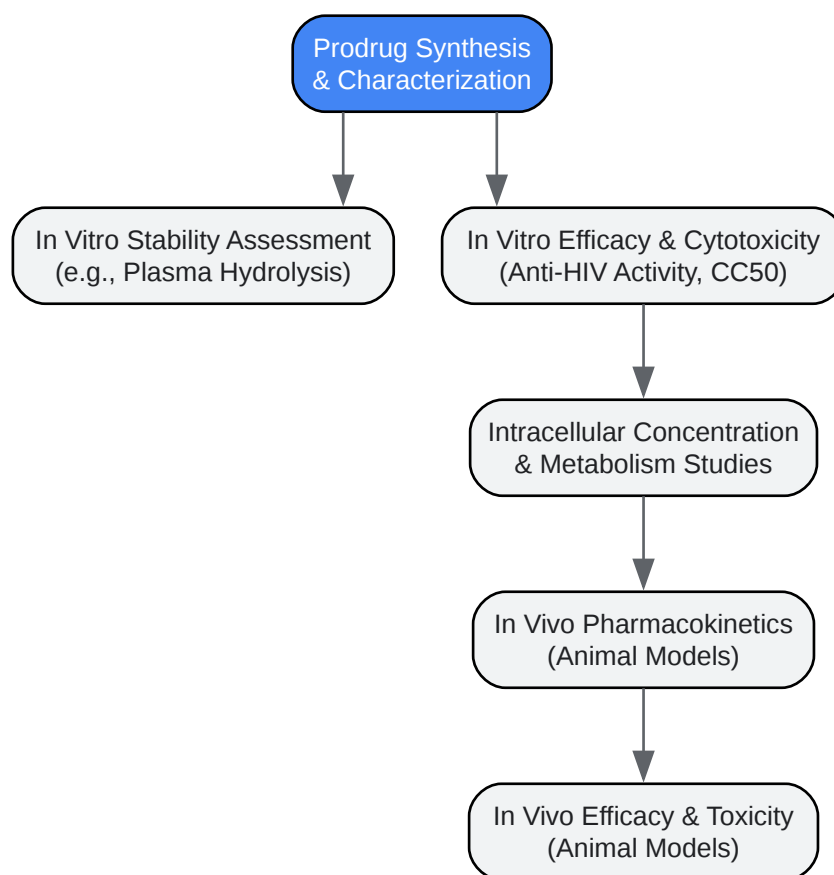 Prodrug Synthesis
& Characterization
In Vitro Stability Assessment
(e.g., Plasma Hydrolysis)
In Vitro Efficacy & Cytotoxicity
(Anti-HIV Activity, CC50)
Intracellular Concentration
& Metabolism Studies
In Vivo Pharmacokinetics
(Animal Models)
In Vivo Efficacy & Toxicity
(Animal Models)